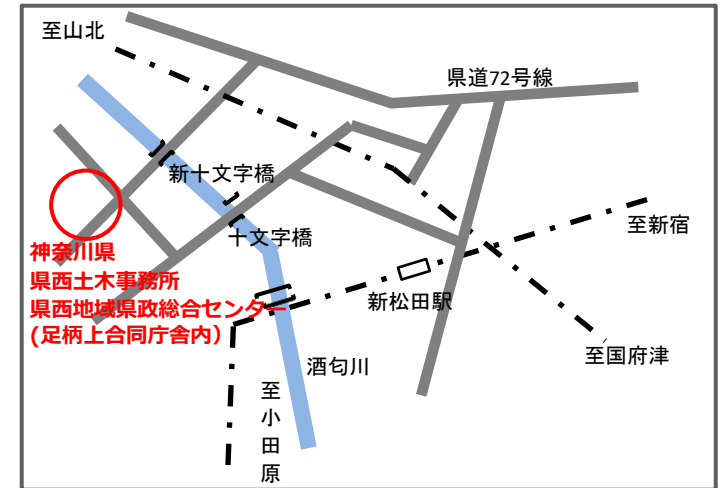 至山北
県道72号線
新十文字橋
十文字橋
至新宿
神奈川県
県西土木事務所
県西地域県政総合センター
(足柄上合同庁舎内）
新松田駅
至国府津
酒匂川
至小田原